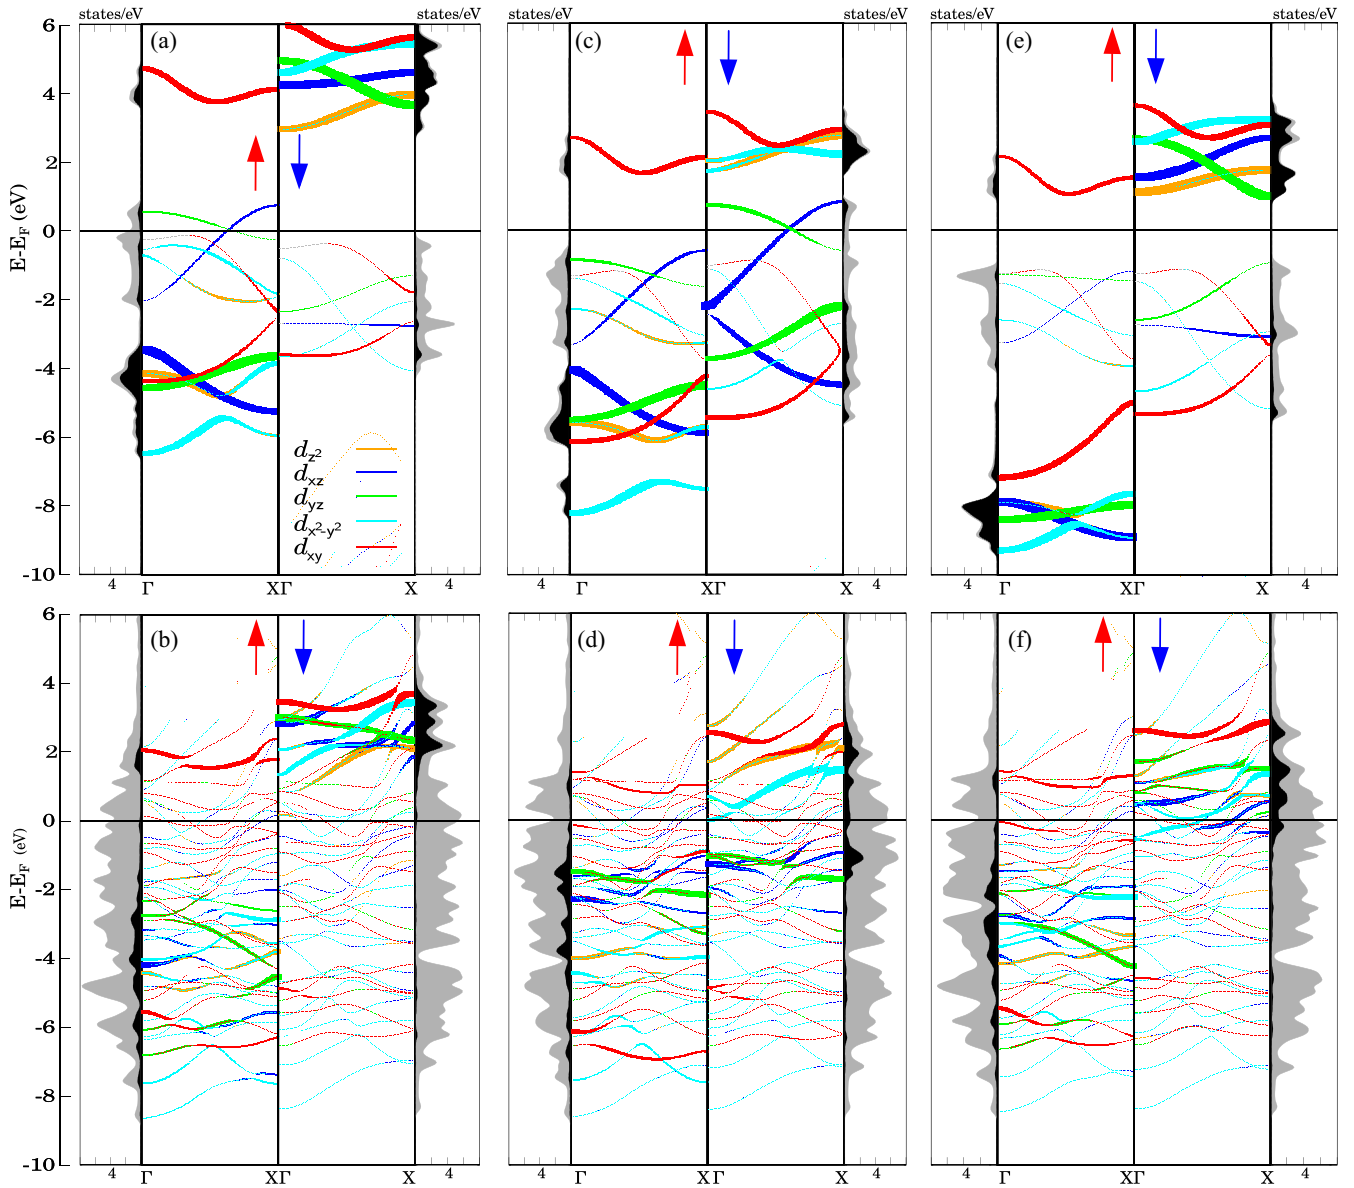 states/eV states/eV states/eV states/eV states/eV states/eV
6 (a) (c) (e)
4
2
0
-2
-4
-6
-8
-10
E-E_F (eV)
d_z²
d_xz
d_yz
d_x²-y²
d_xy
4 Γ XΓ X 4 4 Γ XΓ X 4 4 Γ XΓ X 4
6 (b) (d) (f)
4
2
0
-2
-4
-6
-8
-10
E-E_F (eV)
4 Γ XΓ X 4 4 Γ XΓ X 4 4 Γ XΓ X 4